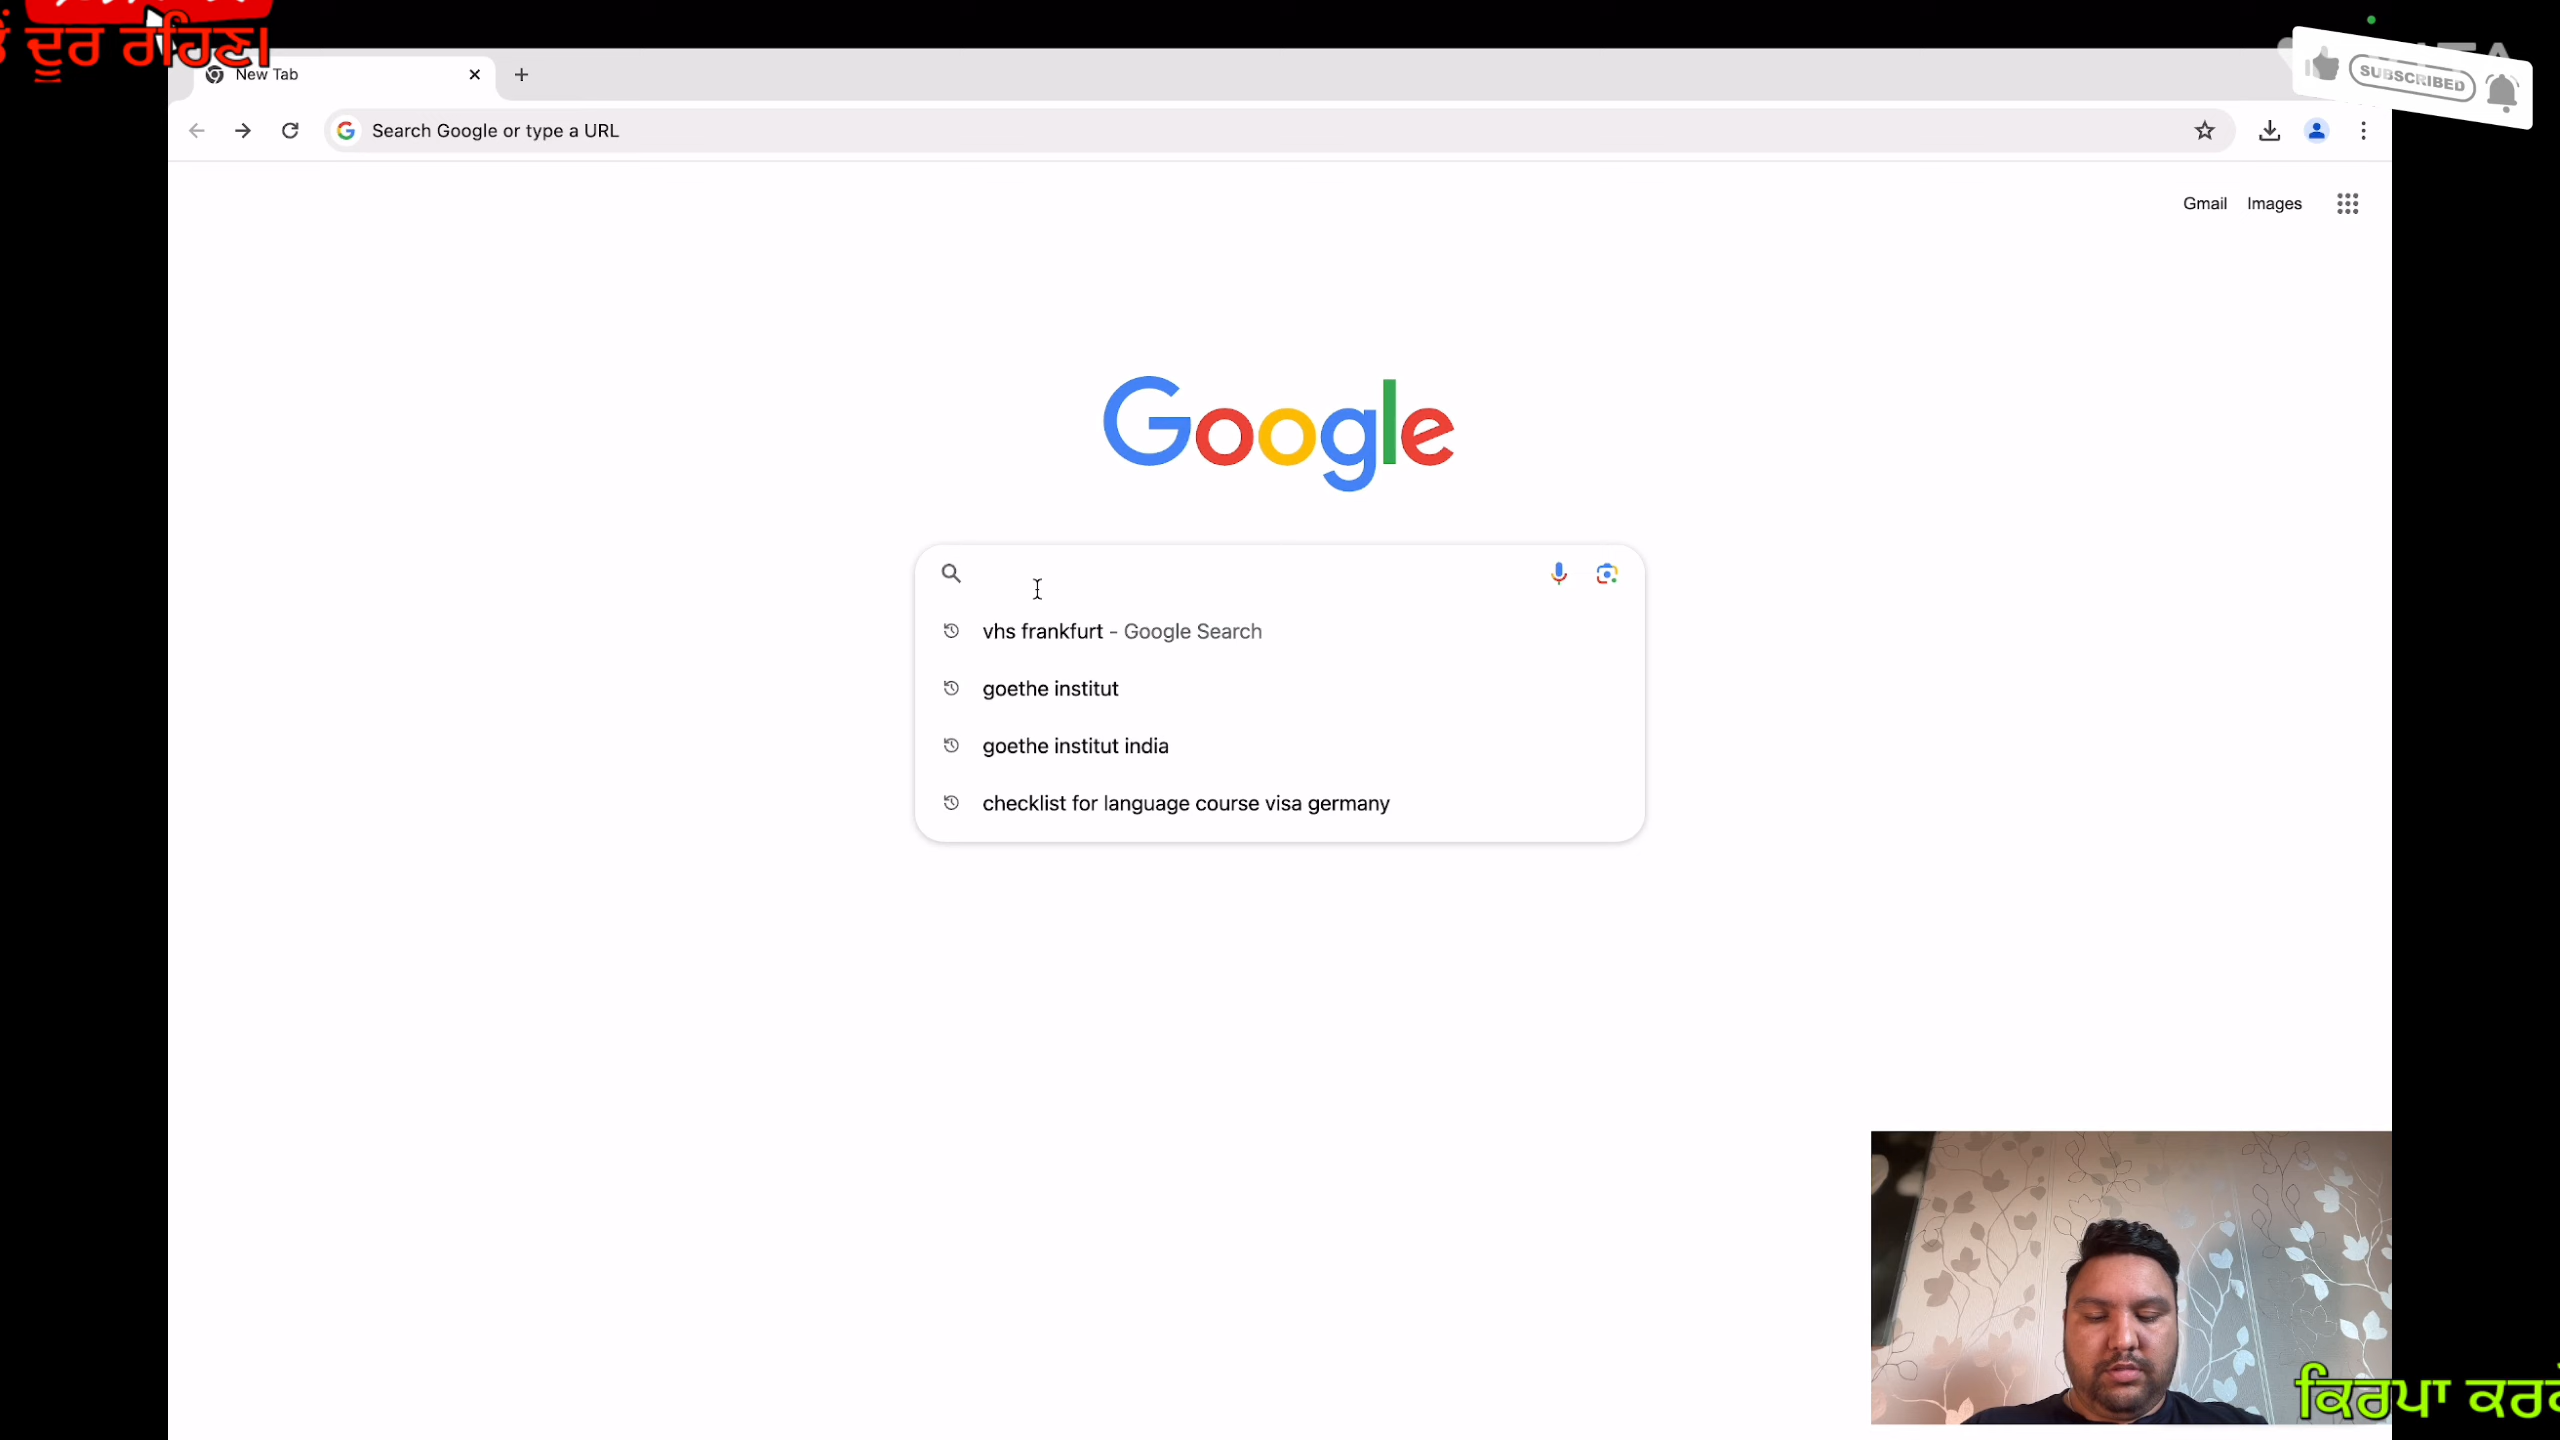 ਦੂਰ ਰਹਿਣ।
New Tab
SUBSCRIBED
Search Google or type a URL
Gmail Images
Google
vhs frankfurt - Google Search
goethe institut
goethe institut india
checklist for language course visa germany
ਕਿਰਪਾ